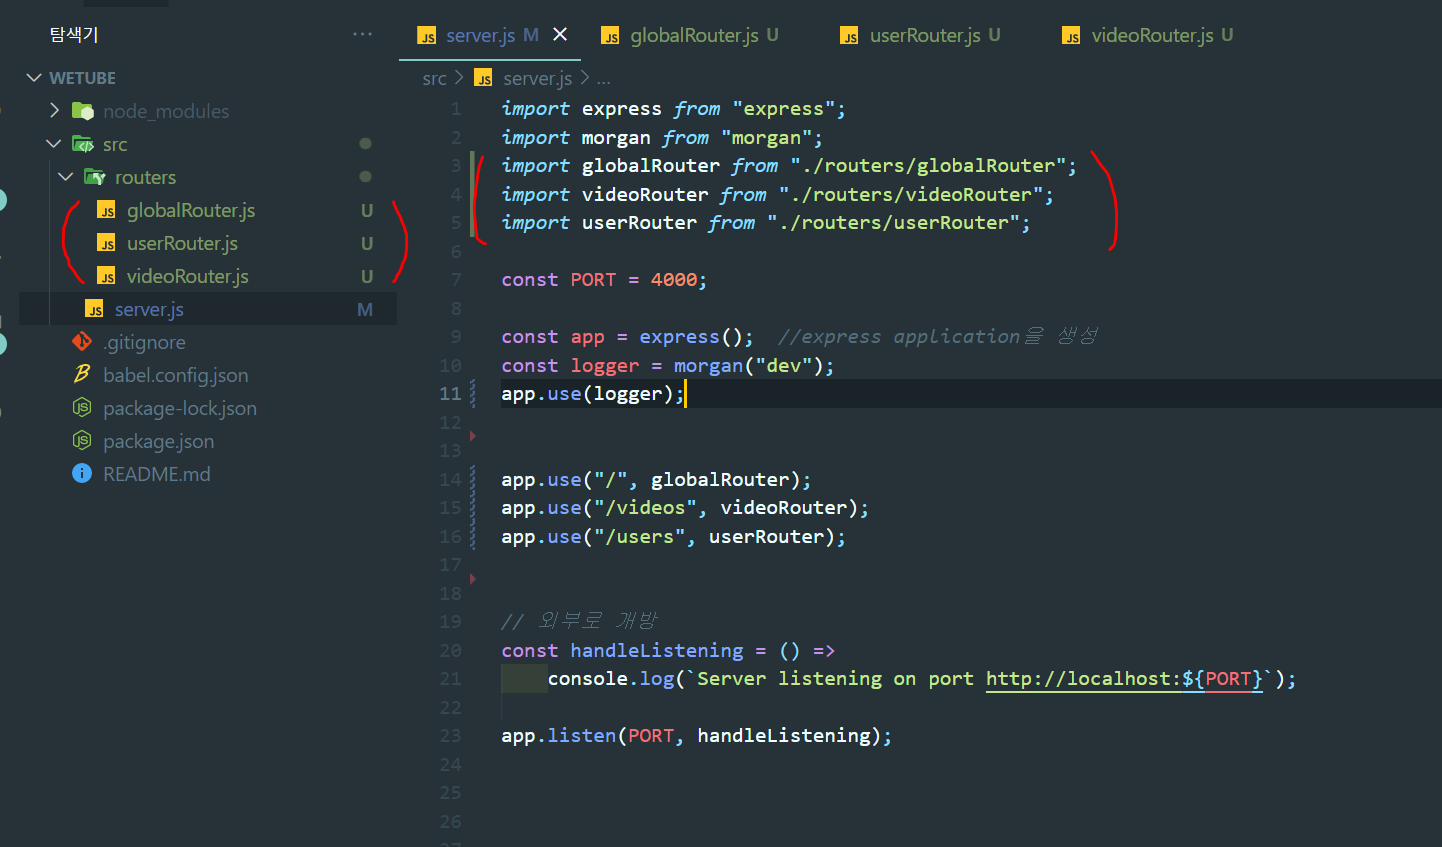 탐색기 ...
server.js M
globalRouter.js U
userRouter.js U
videoRouter.js U
WETUBE
node_modules
src
routers
globalRouter.js U
userRouter.js U
videoRouter.js U
server.js M
.gitignore
babel.config.json
package-lock.json
package.json
README.md
src > JS server.js > ...
1 import express from "express";
2 import morgan from "morgan";
3 import globalRouter from "./routers/globalRouter";
4 import videoRouter from "./routers/videoRouter";
5 import userRouter from "./routers/userRouter";
6
7 const PORT = 4000;
8
9 const app = express();  //express application을 생성
10 const logger = morgan("dev");
11 app.use(logger);
12
13
14 app.use("/", globalRouter);
15 app.use("/videos", videoRouter);
16 app.use("/users", userRouter);
17
18
19 // 외부로 개방
20 const handleListening = () =>
21     console.log(`Server listening on port http://localhost:${PORT}`);
22
23 app.listen(PORT, handleListening);
24
25
26